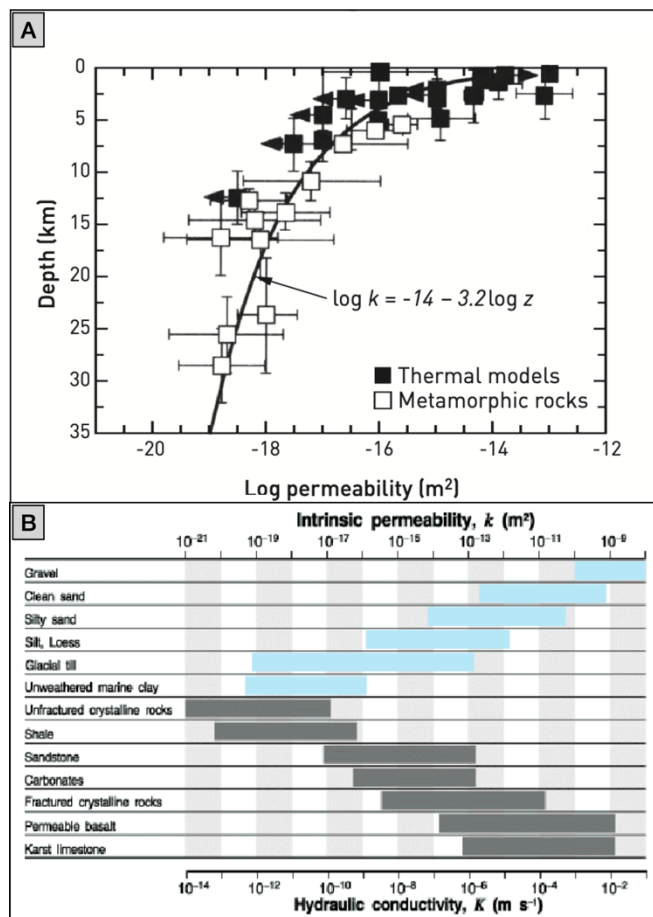 A
0
5
10
15
20
25
30
35
Depth (km)
log k = -14 – 3.2log z
Thermal models
Metamorphic rocks
-20 -18 -16 -14 -12
Log permeability (m²)
B
Intrinsic permeability, k (m²)
10⁻²¹ 10⁻¹⁹ 10⁻¹⁷ 10⁻¹⁵ 10⁻¹³ 10⁻¹¹ 10⁻⁹
Gravel
Clean sand
Silty sand
Silt, Loess
Glacial till
Unweathered marine clay
Unfractured crystalline rocks
Shale
Sandstone
Carbonates
Fractured crystalline rocks
Permeable basalt
Karst limestone
10⁻¹⁴ 10⁻¹² 10⁻¹⁰ 10⁻⁸ 10⁻⁶ 10⁻⁴ 10⁻²
Hydraulic conductivity, K (m s⁻¹)